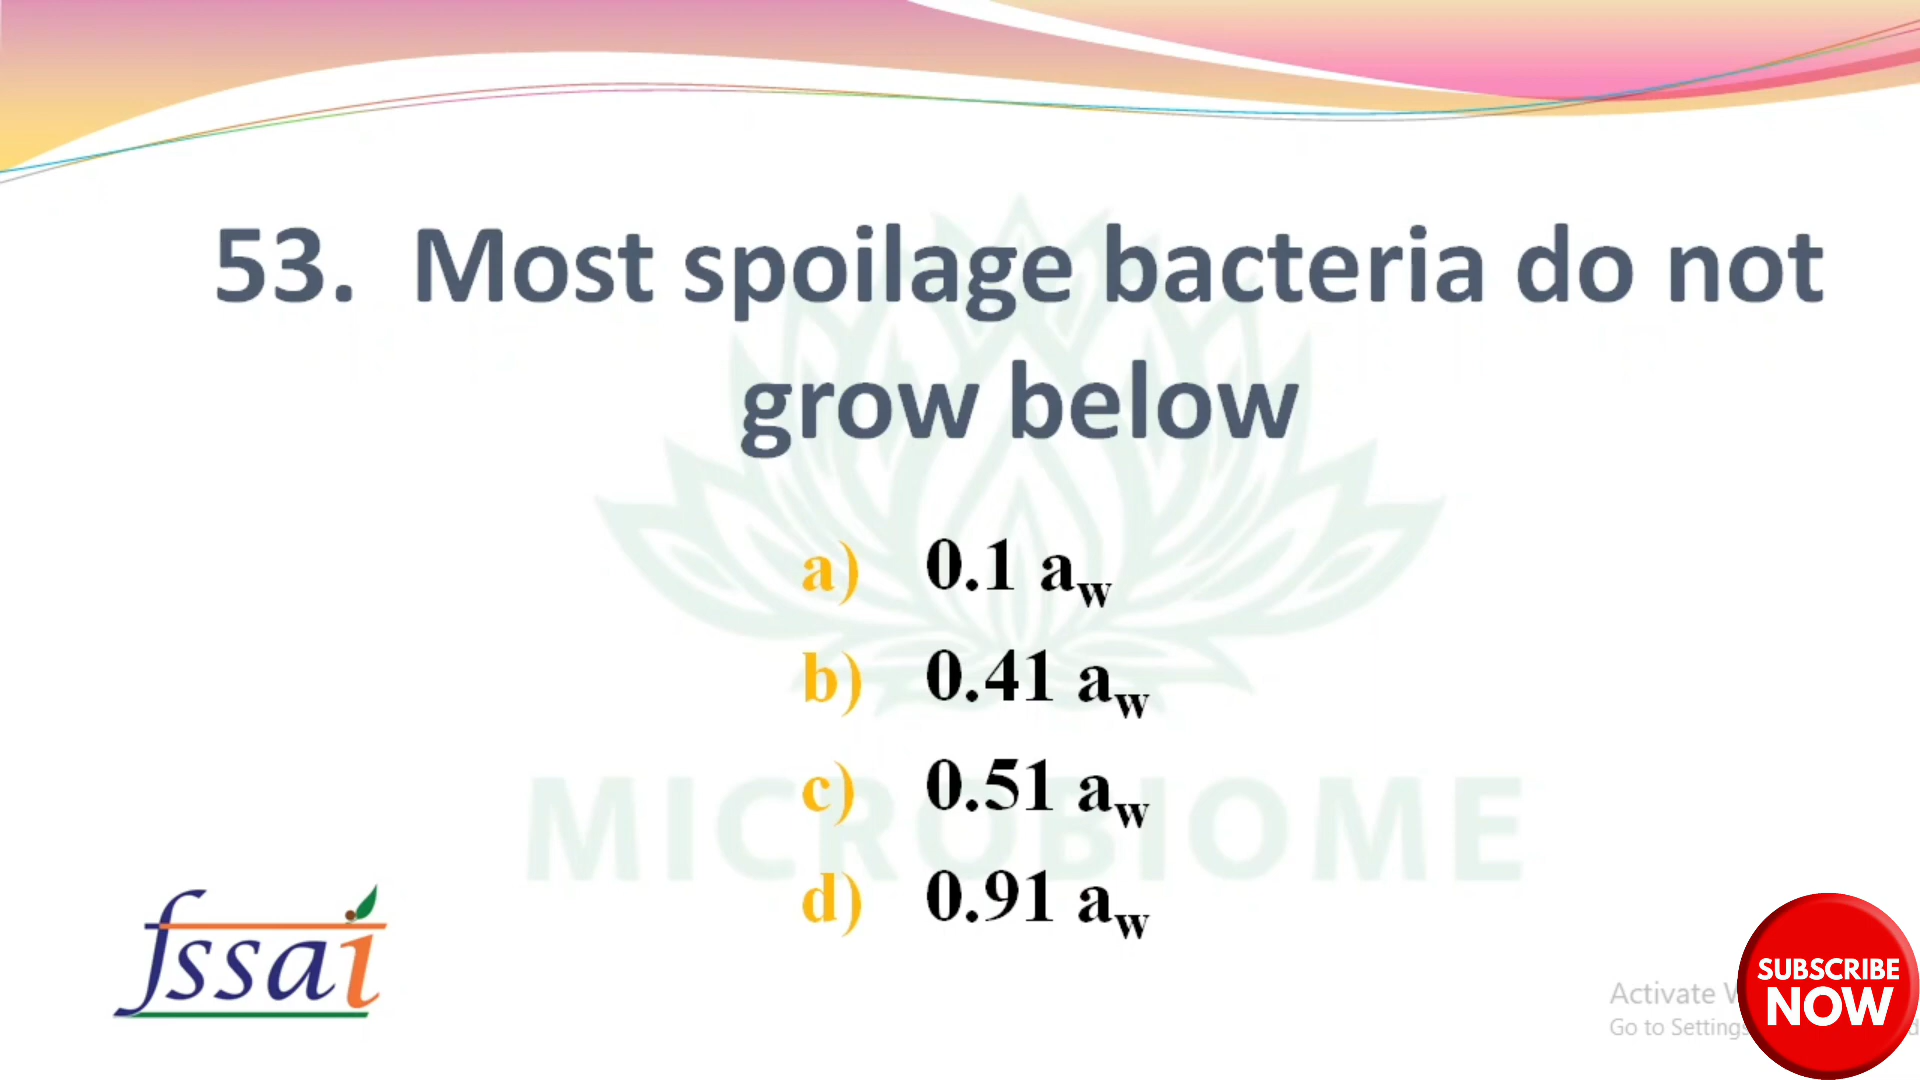 53. Most spoilage bacteria do not
grow below
a) 0.1 aw
b) 0.41 aw
c) 0.51 aw
d) 0.91 aw
MICROBIOME
fssai
Activate
Go to Settings
SUBSCRIBE
NOW